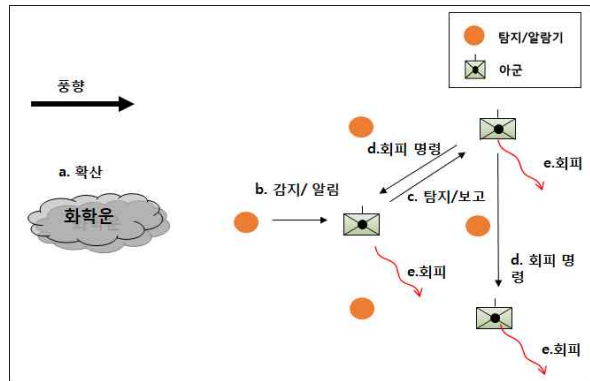 탐지/알람기
아군
풍향
a. 확산
화학운
b. 감지/ 알림
d.회피 명령
c. 탐지/보고
e.회피
e.회피
d. 회피 명
령
e.회피